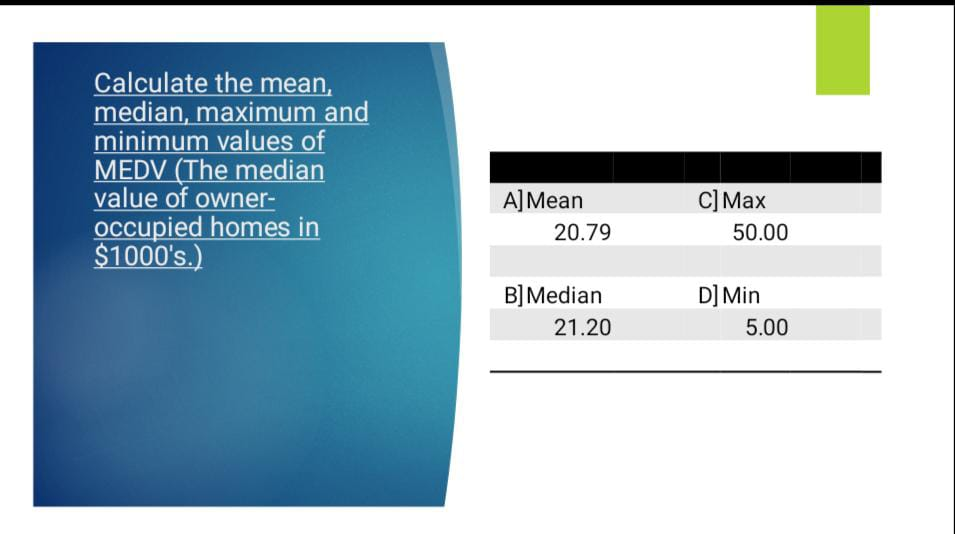 Calculate the mean,
median, maximum and
minimum values of
MEDV (The median
value of owner-
occupied homes in
$1000's.)
A]Mean C]Max
20.79 50.00
B]Median D]Min
21.20 5.00